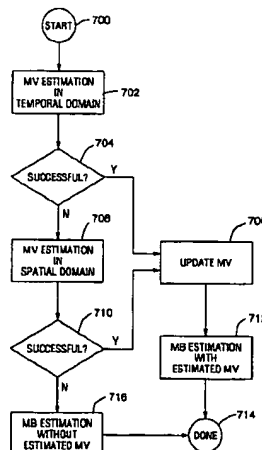 START
700
MV ESTIMATION
IN
TEMPORAL DOMAIN
702
704
SUCCESSFUL?
Y
N
708
MV ESTIMATION
IN
SPATIAL DOMAIN
UPDATE MV
710
SUCCESSFUL?
Y
N
MB ESTIMATION
WITH
ESTIMATED MV
716
MB ESTIMATION
WITHOUT
ESTIMATED MV
714
DONE